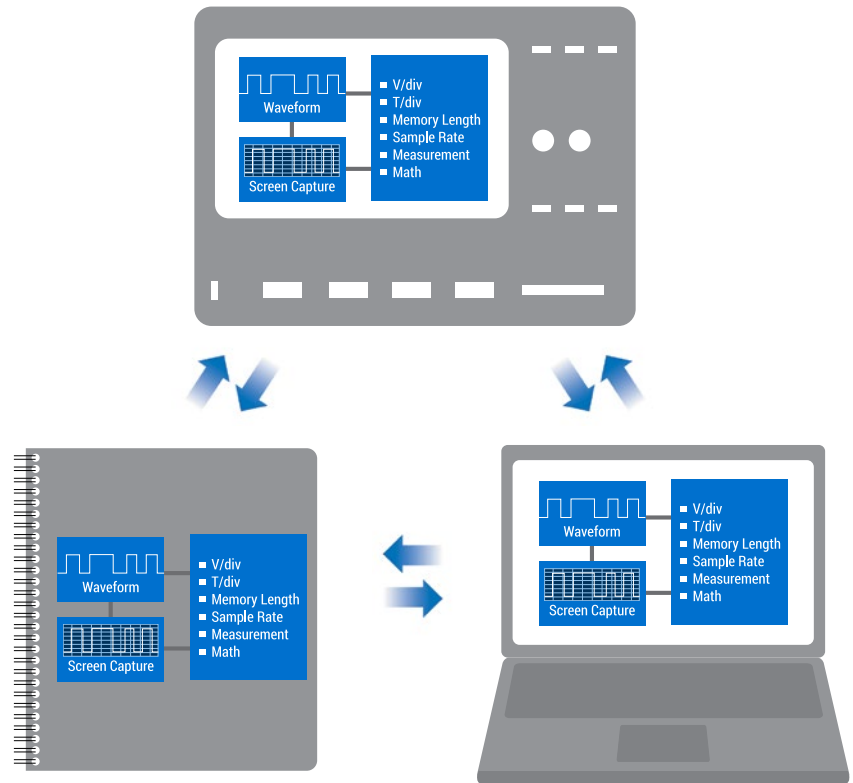 Waveform
Screen Capture
V/div
T/div
Memory Length
Sample Rate
Measurement
Math
Waveform
Screen Capture
V/div
T/div
Memory Length
Sample Rate
Measurement
Math
Waveform
Screen Capture
V/div
T/div
Memory Length
Sample Rate
Measurement
Math